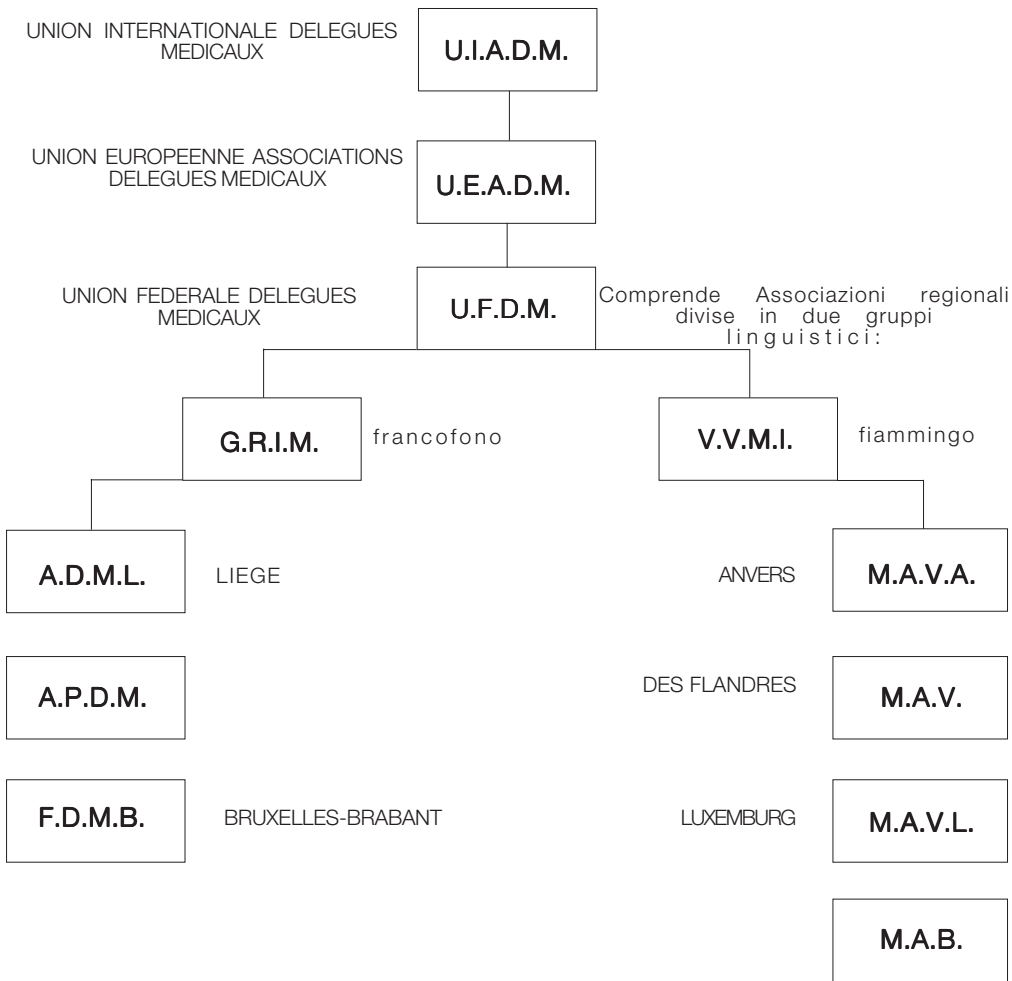 UNION INTERNATIONALE DELEGUES
MEDICAUX
U.I.A.D.M.
UNION EUROPEENNE ASSOCIATIONS
DELEGUES MEDICAUX
U.E.A.D.M.
UNION FEDERALE DELEGUES
MEDICAUX
U.F.D.M.
Comprende Associazioni regionali
divise in due gruppi
linguistici:
G.R.I.M.
francofono
V.V.M.I.
fiammingo
A.D.M.L.
LIEGE
ANVERS
M.A.V.A.
A.P.D.M.
DES FLANDRES
M.A.V.
F.D.M.B.
BRUXELLES-BRABANT
LUXEMBURG
M.A.V.L.
M.A.B.